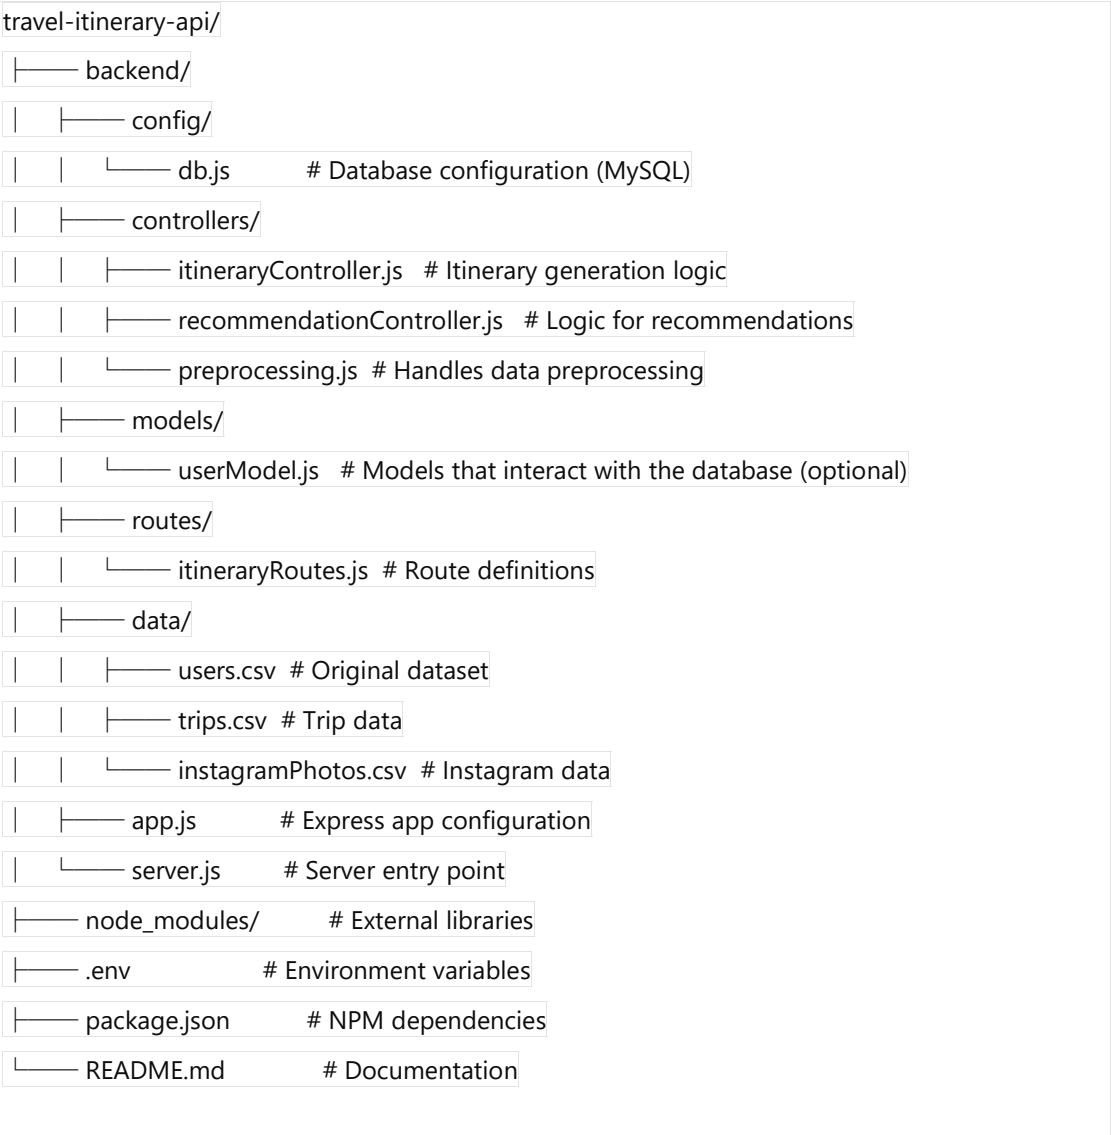 travel-itinerary-api/
├── backend/
│   ├── config/
│   │   └── db.js           # Database configuration (MySQL)
│   ├── controllers/
│   │   ├── itineraryController.js   # Itinerary generation logic
│   │   ├── recommendationController.js   # Logic for recommendations
│   │   └── preprocessing.js  # Handles data preprocessing
│   ├── models/
│   │   └── userModel.js   # Models that interact with the database (optional)
│   ├── routes/
│   │   └── itineraryRoutes.js  # Route definitions
│   ├── data/
│   │   ├── users.csv  # Original dataset
│   │   ├── trips.csv  # Trip data
│   │   └── instagramPhotos.csv  # Instagram data
│   ├── app.js            # Express app configuration
│   └── server.js         # Server entry point
├── node_modules/          # External libraries
├── .env                   # Environment variables
├── package.json           # NPM dependencies
└── README.md              # Documentation